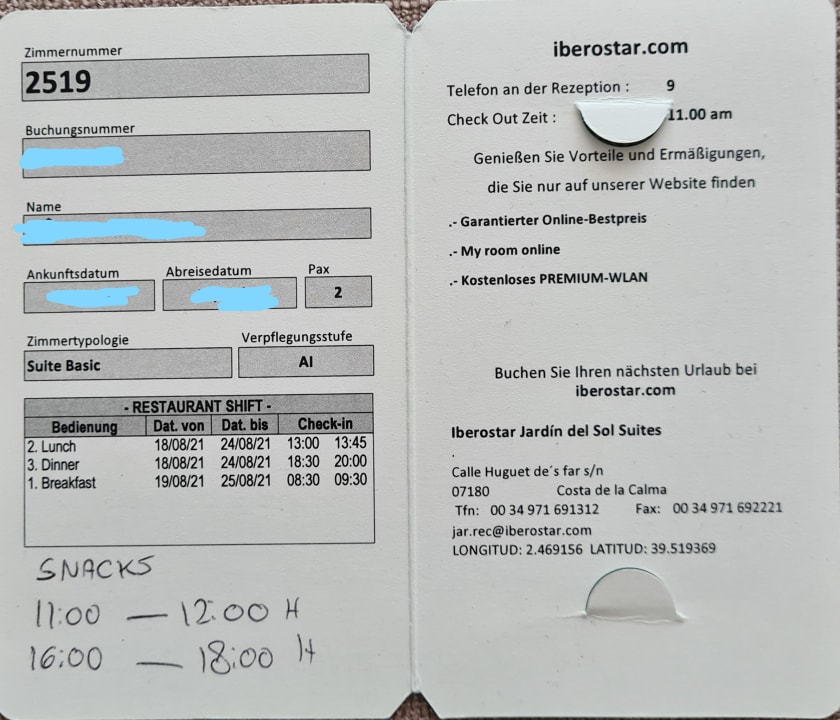 Zimmernummer
2519
Buchungsnummer
Name
Ankunftsdatum Abreisedatum Pax
2
Zimmertypologie Verpflegungsstufe
Suite Basic AI
- RESTAURANT SHIFT -
Bedienung Dat. von Dat. bis Check-in
2. Lunch 18/08/21 24/08/21 13:00 13:45
3. Dinner 18/08/21 24/08/21 18:30 20:00
1. Breakfast 19/08/21 25/08/21 08:30 09:30
SNACKS
11:00 — 12:00 H
16:00 — 18:00 H
iberostar.com
Telefon an der Rezeption : 9
Check Out Zeit : 11.00 am
Genießen Sie Vorteile und Ermäßigungen,
die Sie nur auf unserer Website finden
.- Garantierter Online-Bestpreis
.- My room online
.- Kostenloses PREMIUM-WLAN
Buchen Sie Ihren nächsten Urlaub bei
iberostar.com
Iberostar Jardín del Sol Suites
.
Calle Huguet de´s far s/n
07180 Costa de la Calma
Tfn: 00 34 971 691312 Fax: 00 34 971 692221
jar.rec@iberostar.com
LONGITUD: 2.469156 LATITUD: 39.519369